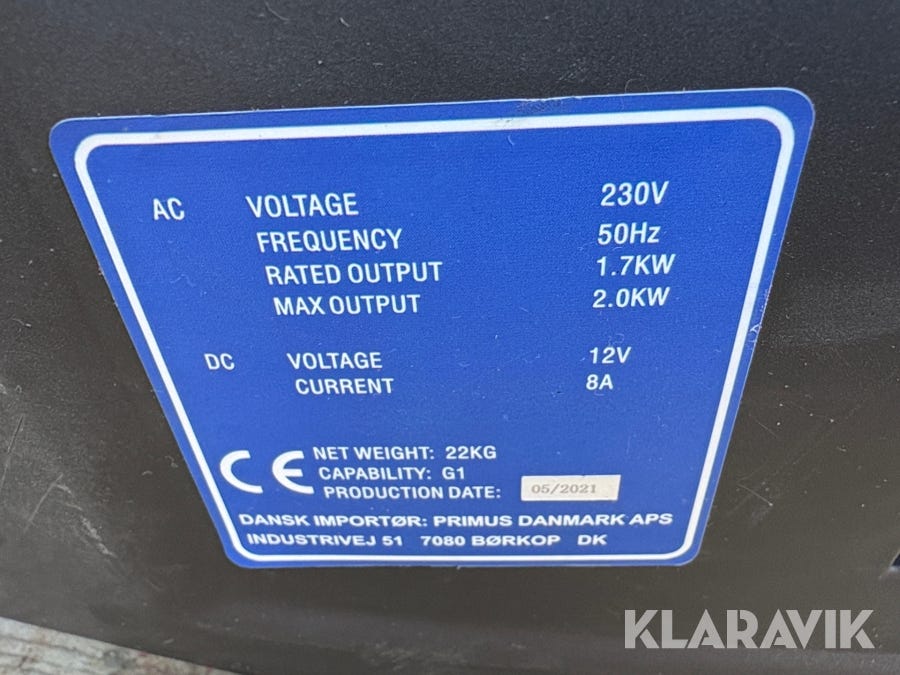 AC VOLTAGE 230V
FREQUENCY 50Hz
RATED OUTPUT 1.7KW
MAX OUTPUT 2.0KW
DC VOLTAGE 12V
CURRENT 8A
CE NET WEIGHT: 22KG
CAPABILITY: G1
PRODUCTION DATE: 05/2021
DANSK IMPORTØR: PRIMUS DANMARK APS
INDUSTRIVEJ 51 7080 BØRKOP DK
KLARAVIK